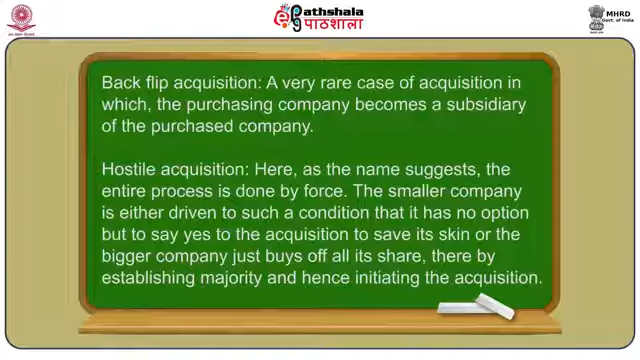 Pathshala
पाठशाला
MHRD
Govt. of India
Back flip acquisition: A very rare case of acquisition in
which, the purchasing company becomes a subsidiary
of the purchased company.
Hostile acquisition: Here, as the name suggests, the
entire process is done by force. The smaller company
is either driven to such a condition that it has no option
but to say yes to the acquisition to save its skin or the
bigger company just buys off all its share, there by
establishing majority and hence initiating the acquisition.